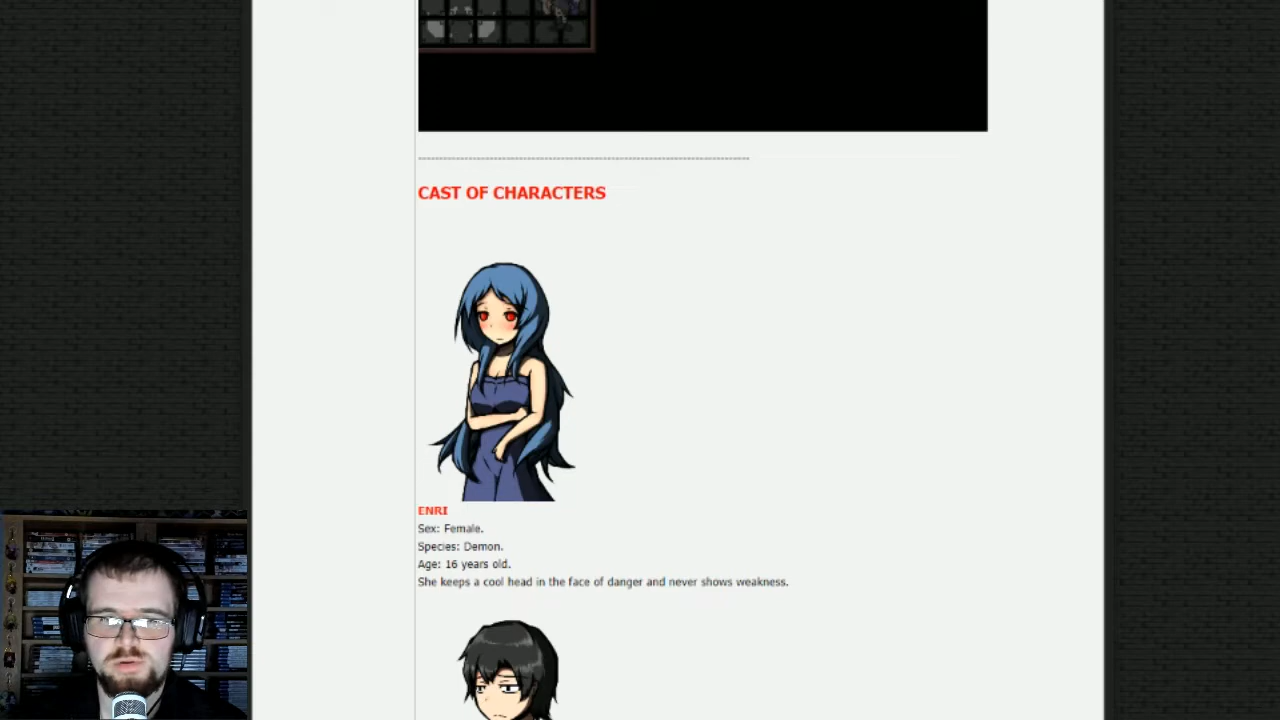 CAST OF CHARACTERS
ENRI
Sex: Female.
Species: Demon.
Age: 16 years old.
She keeps a cool head in the face of danger and never shows weakness.